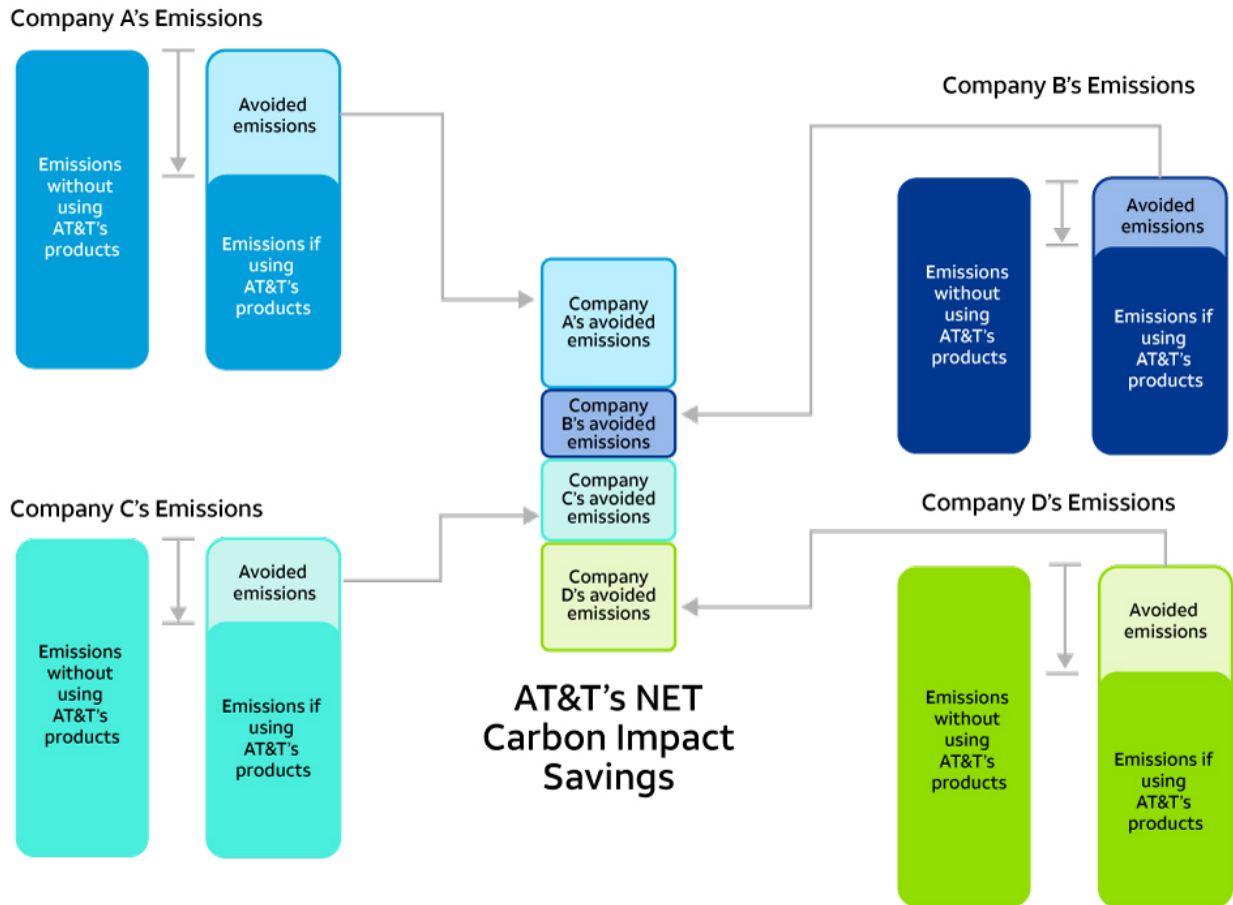 Company A's Emissions
Emissions
without
using
AT&T's
products
Avoided
emissions
Emissions if
using
AT&T's
products
Company B's Emissions
Emissions
without
using
AT&T's
products
Avoided
emissions
Emissions if
using
AT&T's
products
Company
A's avoided
emissions
Company
B's avoided
emissions
Company
C's avoided
emissions
Company
D's avoided
emissions
AT&T's NET
Carbon Impact
Savings
Company C's Emissions
Emissions
without
using
AT&T's
products
Avoided
emissions
Emissions if
using
AT&T's
products
Company D's Emissions
Emissions
without
using
AT&T's
products
Avoided
emissions
Emissions if
using
AT&T's
products